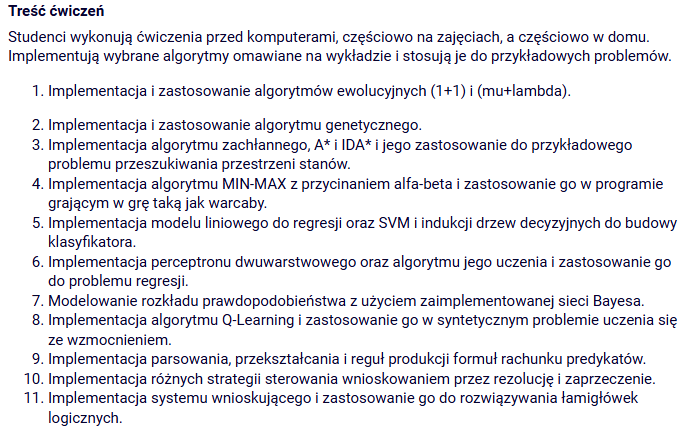 Treść ćwiczeń
Studenci wykonują ćwiczenia przed komputerami, częściowo na zajęciach, a częściowo w domu.
Implementują wybrane algorytmy omawiane na wykładzie i stosują je do przykładowych problemów.
1. Implementacja i zastosowanie algorytmów ewolucyjnych (1+1) i (mu+lambda).
2. Implementacja i zastosowanie algorytmu genetycznego.
3. Implementacja algorytmu zachłannego, A* i IDA* i jego zastosowanie do przykładowego
problemu przeszukiwania przestrzeni stanów.
4. Implementacja algorytmu MIN-MAX z przycinaniem alfa-beta i zastosowanie go w programie
grającym w grę taką jak warcaby.
5. Implementacja modelu liniowego do regresji oraz SVM i indukcji drzew decyzyjnych do budowy
klasyfikatora.
6. Implementacja perceptronu dwuwarstwowego oraz algorytmu jego uczenia i zastosowanie go
do problemu regresji.
7. Modelowanie rozkładu prawdopodobieństwa z użyciem zaimplementowanej sieci Bayesa.
8. Implementacja algorytmu Q-Learning i zastosowanie go w syntetycznym problemie uczenia się
ze wzmocnieniem.
9. Implementacja parsowania, przekształcania i reguł produkcji formuł rachunku predykatów.
10. Implementacja różnych strategii sterowania wnioskowaniem przez rezolucję i zaprzeczenie.
11. Implementacja systemu wnioskującego i zastosowanie go do rozwiązywania łamigłówek
logicznych.